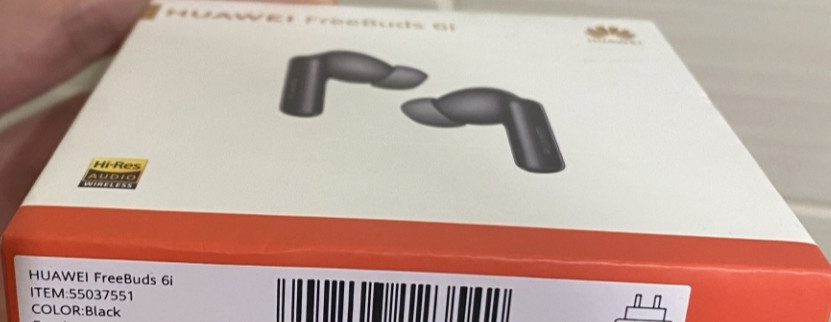 HUAWEI FreeBuds 6i
HUAWEI
Hi-Res
AUDIO
WIRELESS
HUAWEI FreeBuds 6i
ITEM:55037551
COLOR:Black